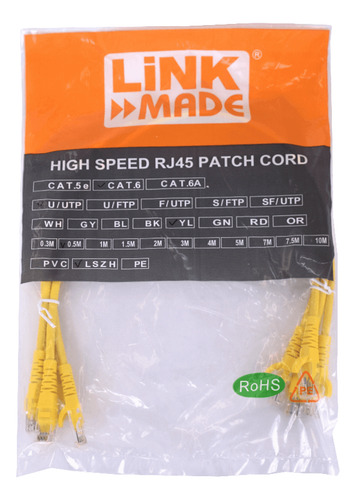 LiNK®
MADE
HIGH SPEED RJ45 PATCH CORD
CAT.5e ✓CAT.6 CAT.6A、
✓U/UTP U/FTP F/UTP S/FTP SF/UTP
WH GY BL BK ✓YL GN RD OR
0.3M ✓0.5M 1M 1.5M 2M 3M 4M 5M 7M 7.5M 10M
PVC ✓LSZH PE
RoHS
PE